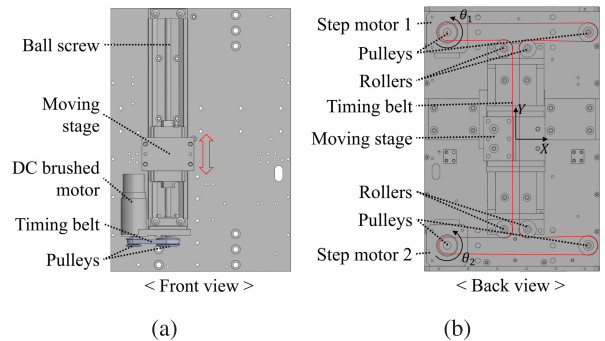 Ball screw
Moving
stage
DC brushed
motor
Timing belt
Pulleys
< Front view >
(a)
Step motor 1
θ1
Pulleys
Rollers
Timing belt
Y
Moving stage
X
Rollers
Pulleys
Step motor 2
θ2
< Back view >
(b)